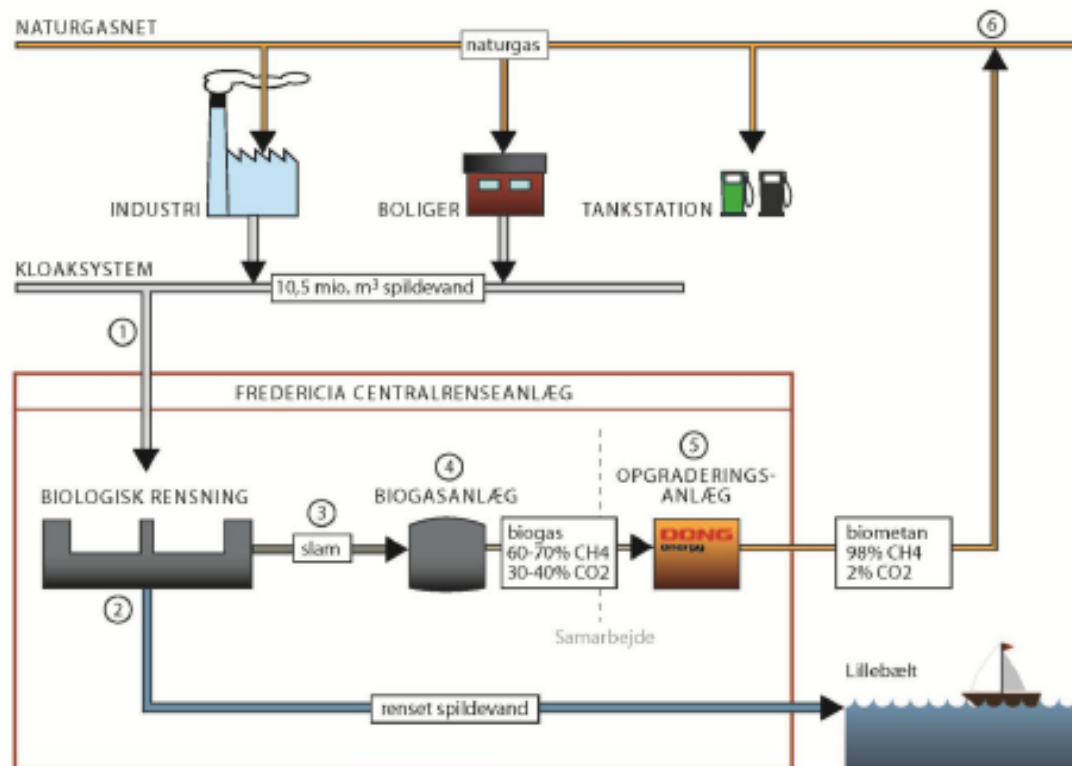 NATURGASNET
naturgas
6
INDUSTRI
BOLIGER
TANKSTATION
KLOAKSYSTEM
10,5 mio. m³ spildevand
1
FREDERICIA CENTRALRENSEANLÆG
BIOLOGISK RENSNING
3
slam
4
BIOGASANLÆG
biogas
60-70% CH4
30-40% CO2
5
OPGRADERINGS-
ANLÆG
DONG
energy
biometan
98% CH4
2% CO2
2
Samarbejde
renset spildevand
Lillebælt